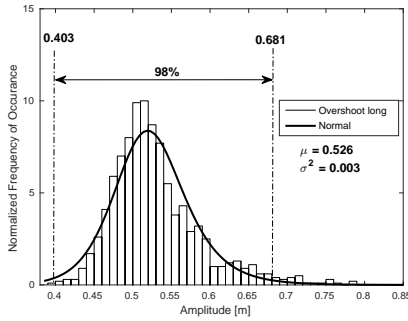 15
0.403
0.681
98%
Overshoot long
Normal
μ = 0.526
σ² = 0.003
10
5
0
Normalized Frequency of Occurance
0.4 0.45 0.5 0.55 0.6 0.65 0.7 0.75 0.8 0.85
Amplitude [m]